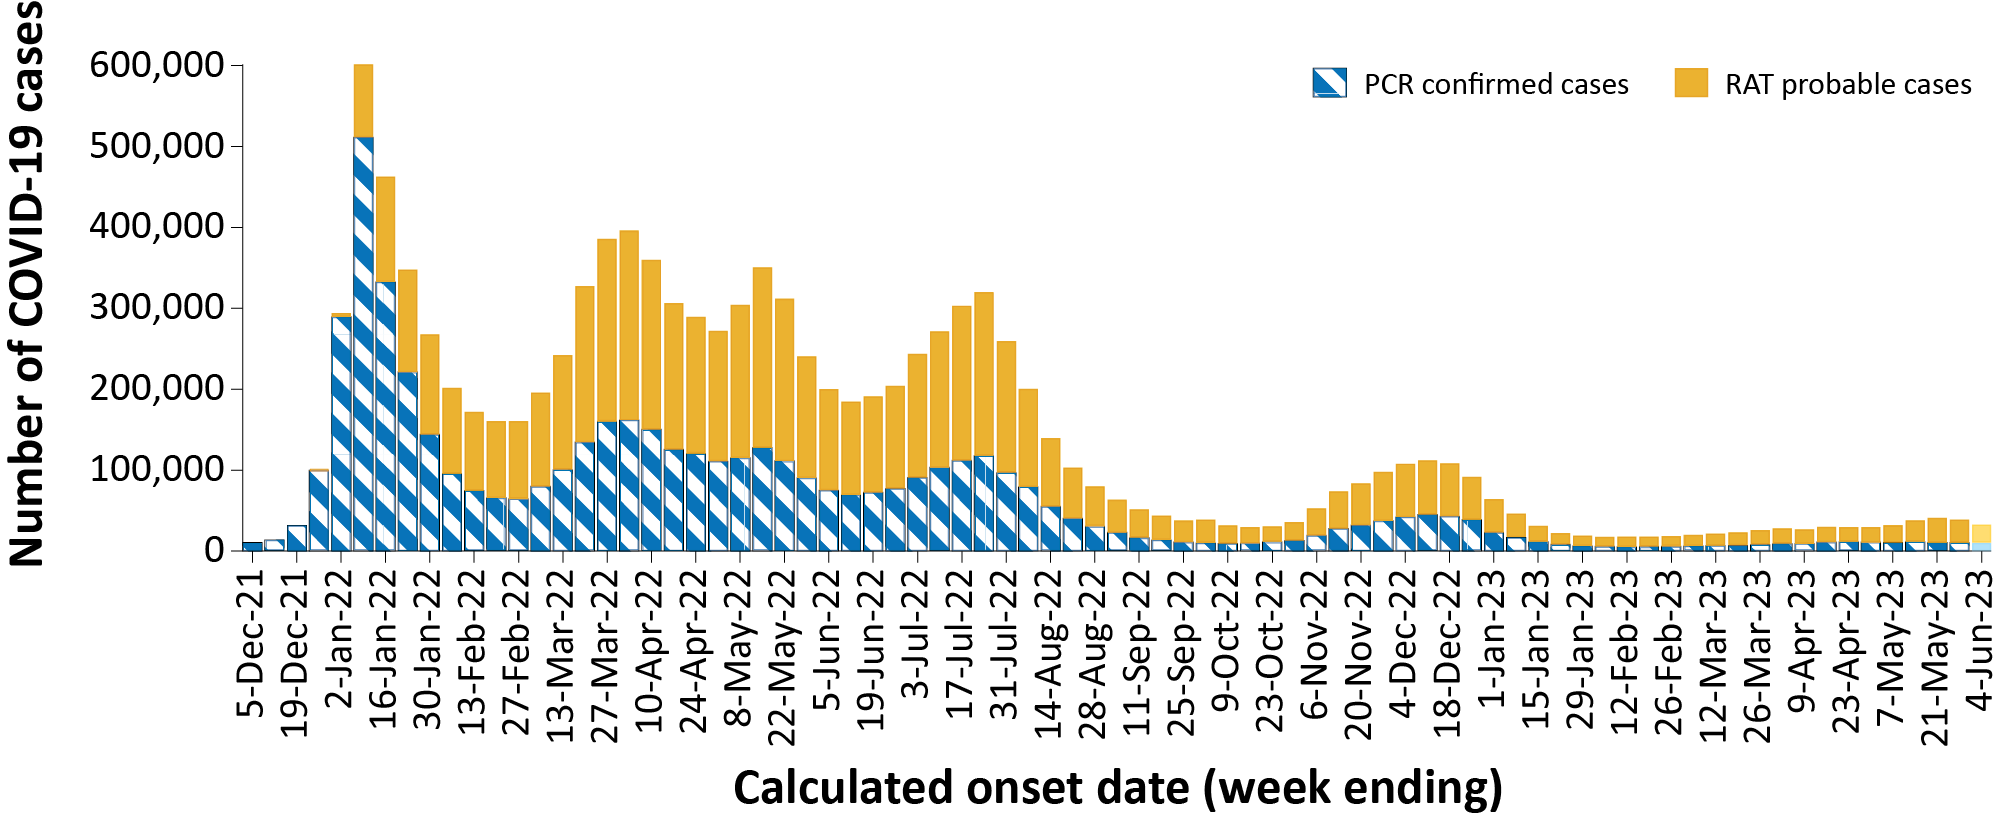 Number of COVID-19 cases
600,000
500,000
400,000
300,000
200,000
100,000
0
PCR confirmed cases
RAT probable cases
5-Dec-21
19-Dec-21
2-Jan-22
16-Jan-22
30-Jan-22
13-Feb-22
27-Feb-22
13-Mar-22
27-Mar-22
10-Apr-22
24-Apr-22
8-May-22
22-May-22
5-Jun-22
19-Jun-22
3-Jul-22
17-Jul-22
31-Jul-22
14-Aug-22
28-Aug-22
11-Sep-22
25-Sep-22
9-Oct-22
23-Oct-22
6-Nov-22
20-Nov-22
4-Dec-22
18-Dec-22
1-Jan-23
15-Jan-23
29-Jan-23
12-Feb-23
26-Feb-23
12-Mar-23
26-Mar-23
9-Apr-23
23-Apr-23
7-May-23
21-May-23
4-Jun-23
Calculated onset date (week ending)